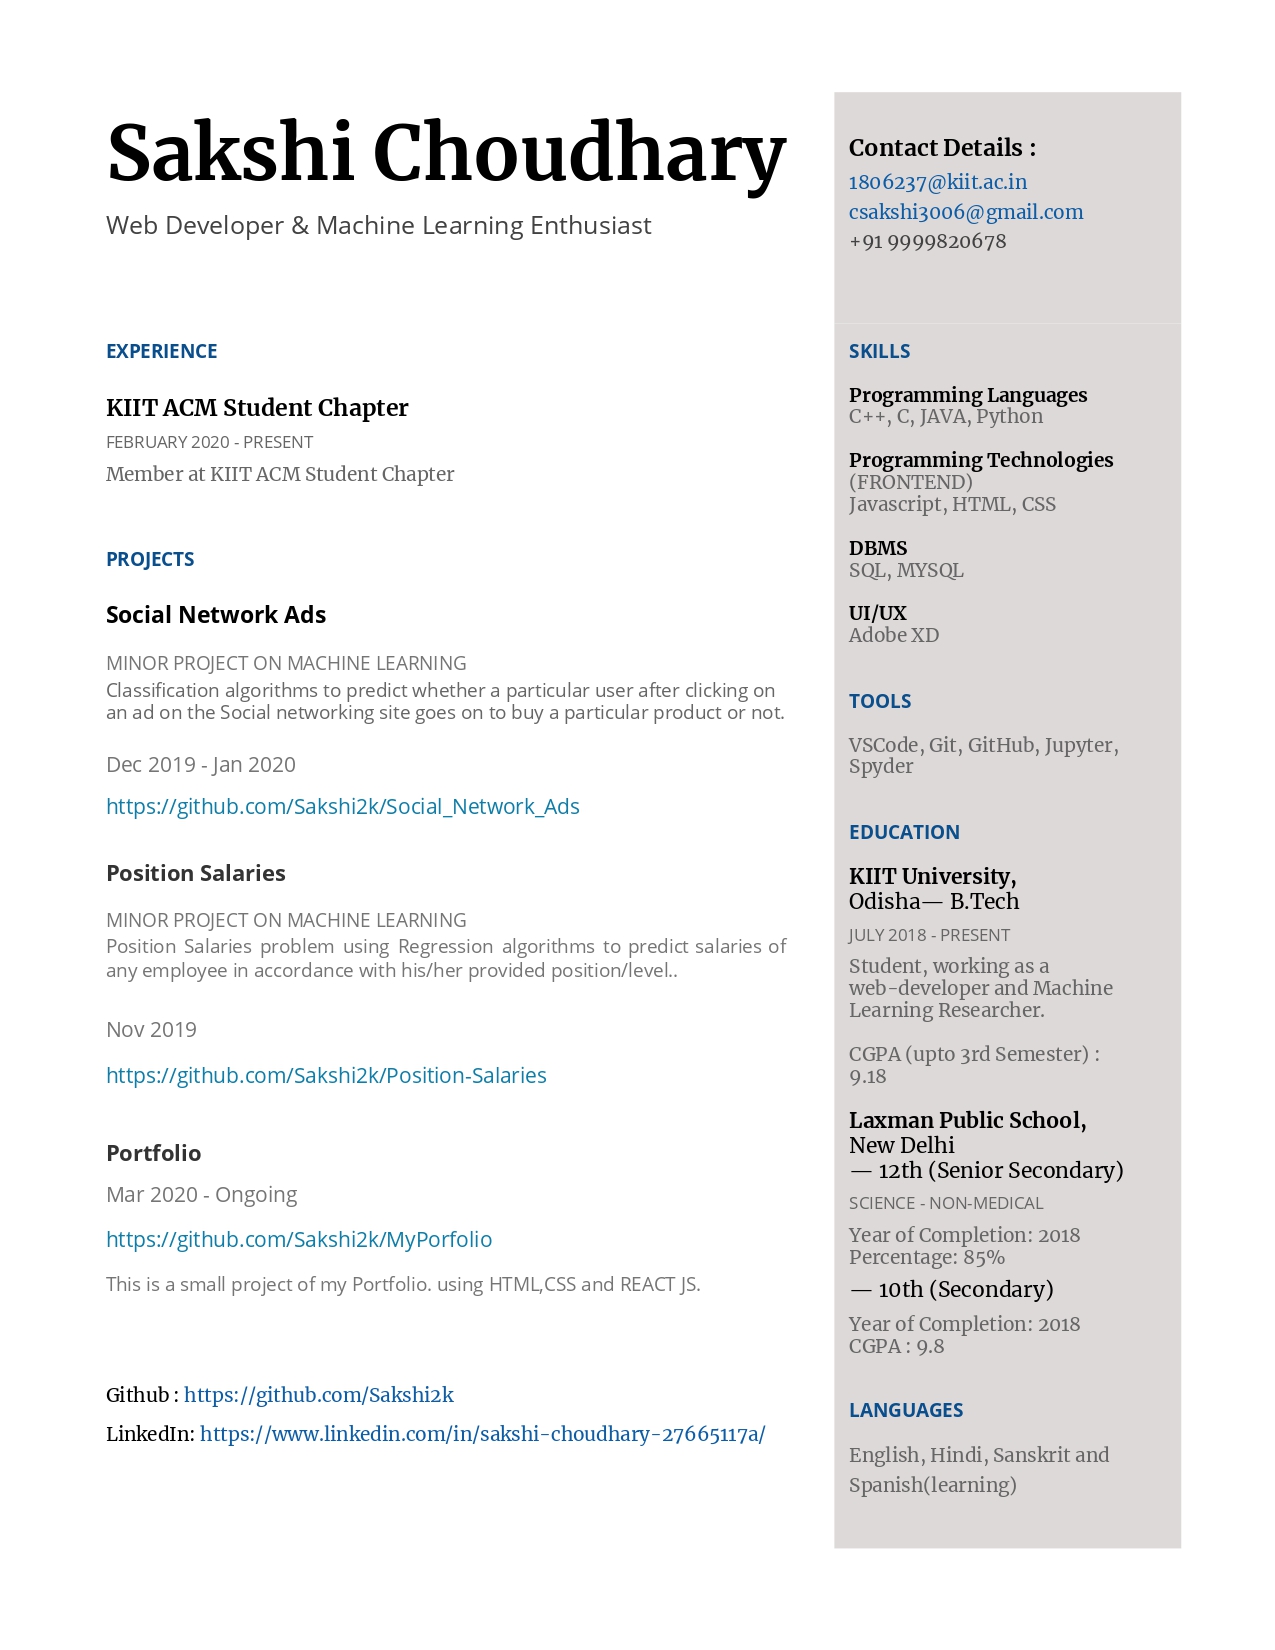 Sakshi Choudhary
Web Developer & Machine Learning Enthusiast
Contact Details :
1806237@kiit.ac.in
csakshi3006@gmail.com
+91 9999820678
EXPERIENCE
KIIT ACM Student Chapter
FEBRUARY 2020 - PRESENT
Member at KIIT ACM Student Chapter
PROJECTS
Social Network Ads
MINOR PROJECT ON MACHINE LEARNING
Classification algorithms to predict whether a particular user after clicking on
an ad on the Social networking site goes on to buy a particular product or not.
Dec 2019 - Jan 2020
https://github.com/Sakshi2k/Social_Network_Ads
Position Salaries
MINOR PROJECT ON MACHINE LEARNING
Position Salaries problem using Regression algorithms to predict salaries of
any employee in accordance with his/her provided position/level..
Nov 2019
https://github.com/Sakshi2k/Position-Salaries
Portfolio
Mar 2020 - Ongoing
https://github.com/Sakshi2k/MyPorfolio
This is a small project of my Portfolio. using HTML,CSS and REACT JS.
Github : https://github.com/Sakshi2k
LinkedIn: https://www.linkedin.com/in/sakshi-choudhary-27665117a/
SKILLS
Programming Languages
C++, C, JAVA, Python
Programming Technologies
(FRONTEND)
Javascript, HTML, CSS
DBMS
SQL, MYSQL
UI/UX
Adobe XD
TOOLS
VSCode, Git, GitHub, Jupyter,
Spyder
EDUCATION
KIIT University,
Odisha— B.Tech
JULY 2018 - PRESENT
Student, working as a
web-developer and Machine
Learning Researcher.
CGPA (upto 3rd Semester) :
9.18
Laxman Public School,
New Delhi
— 12th (Senior Secondary)
SCIENCE - NON-MEDICAL
Year of Completion: 2018
Percentage: 85%
— 10th (Secondary)
Year of Completion: 2018
CGPA : 9.8
LANGUAGES
English, Hindi, Sanskrit and
Spanish(learning)